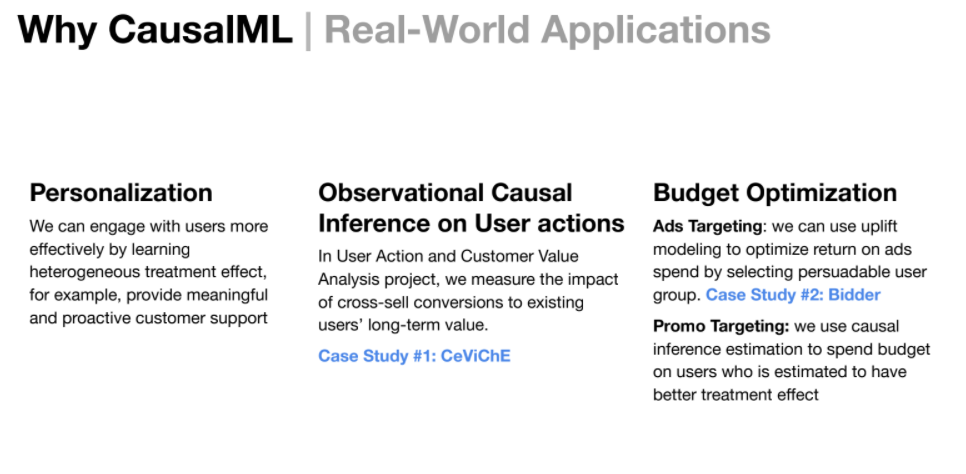 Why CausalML | Real-World Applications
Personalization
We can engage with users more
effectively by learning
heterogeneous treatment effect,
for example, provide meaningful
and proactive customer support
Observational Causal
Inference on User actions
In User Action and Customer Value
Analysis project, we measure the impact
of cross-sell conversions to existing
users’ long-term value.
Case Study #1: CeViChE
Budget Optimization
Ads Targeting: we can use uplift
modeling to optimize return on ads
spend by selecting persuadable user
group. Case Study #2: Bidder
Promo Targeting: we use causal
inference estimation to spend budget
on users who is estimated to have
better treatment effect